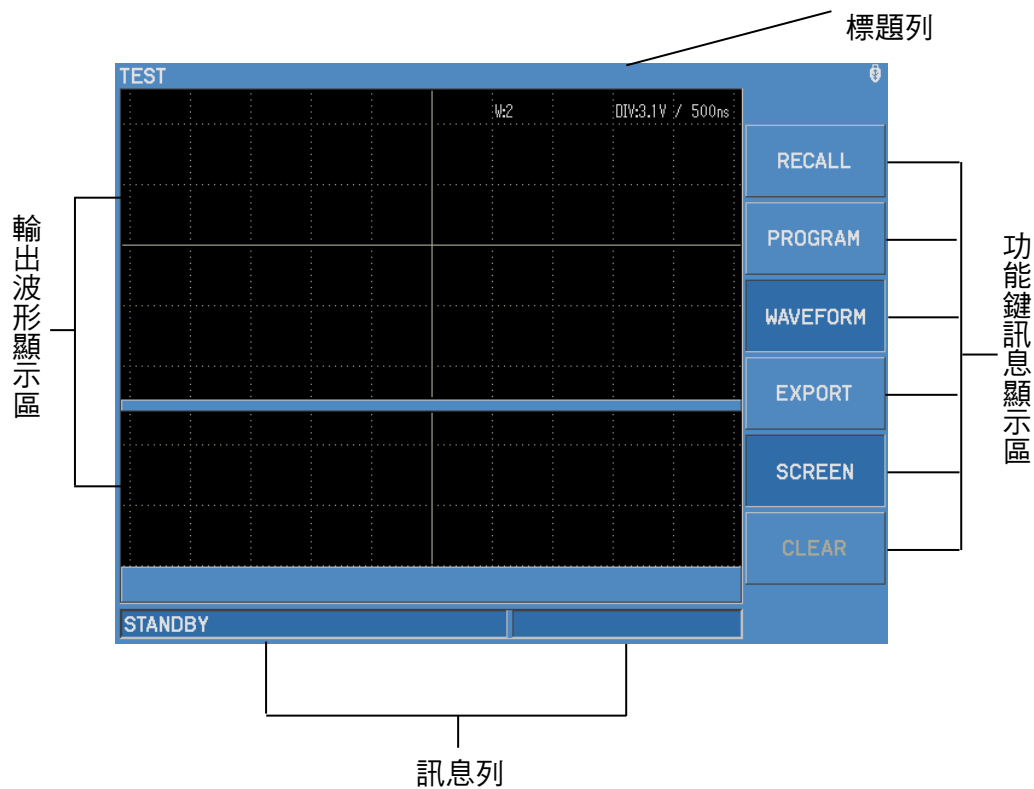 標題列
TEST
W:2
DIV:3.1V / 500ns
RECALL
PROGRAM
WAVEFORM
EXPORT
SCREEN
CLEAR
輸出波形顯示區
功能鍵訊息顯示區
STANDBY
訊息列